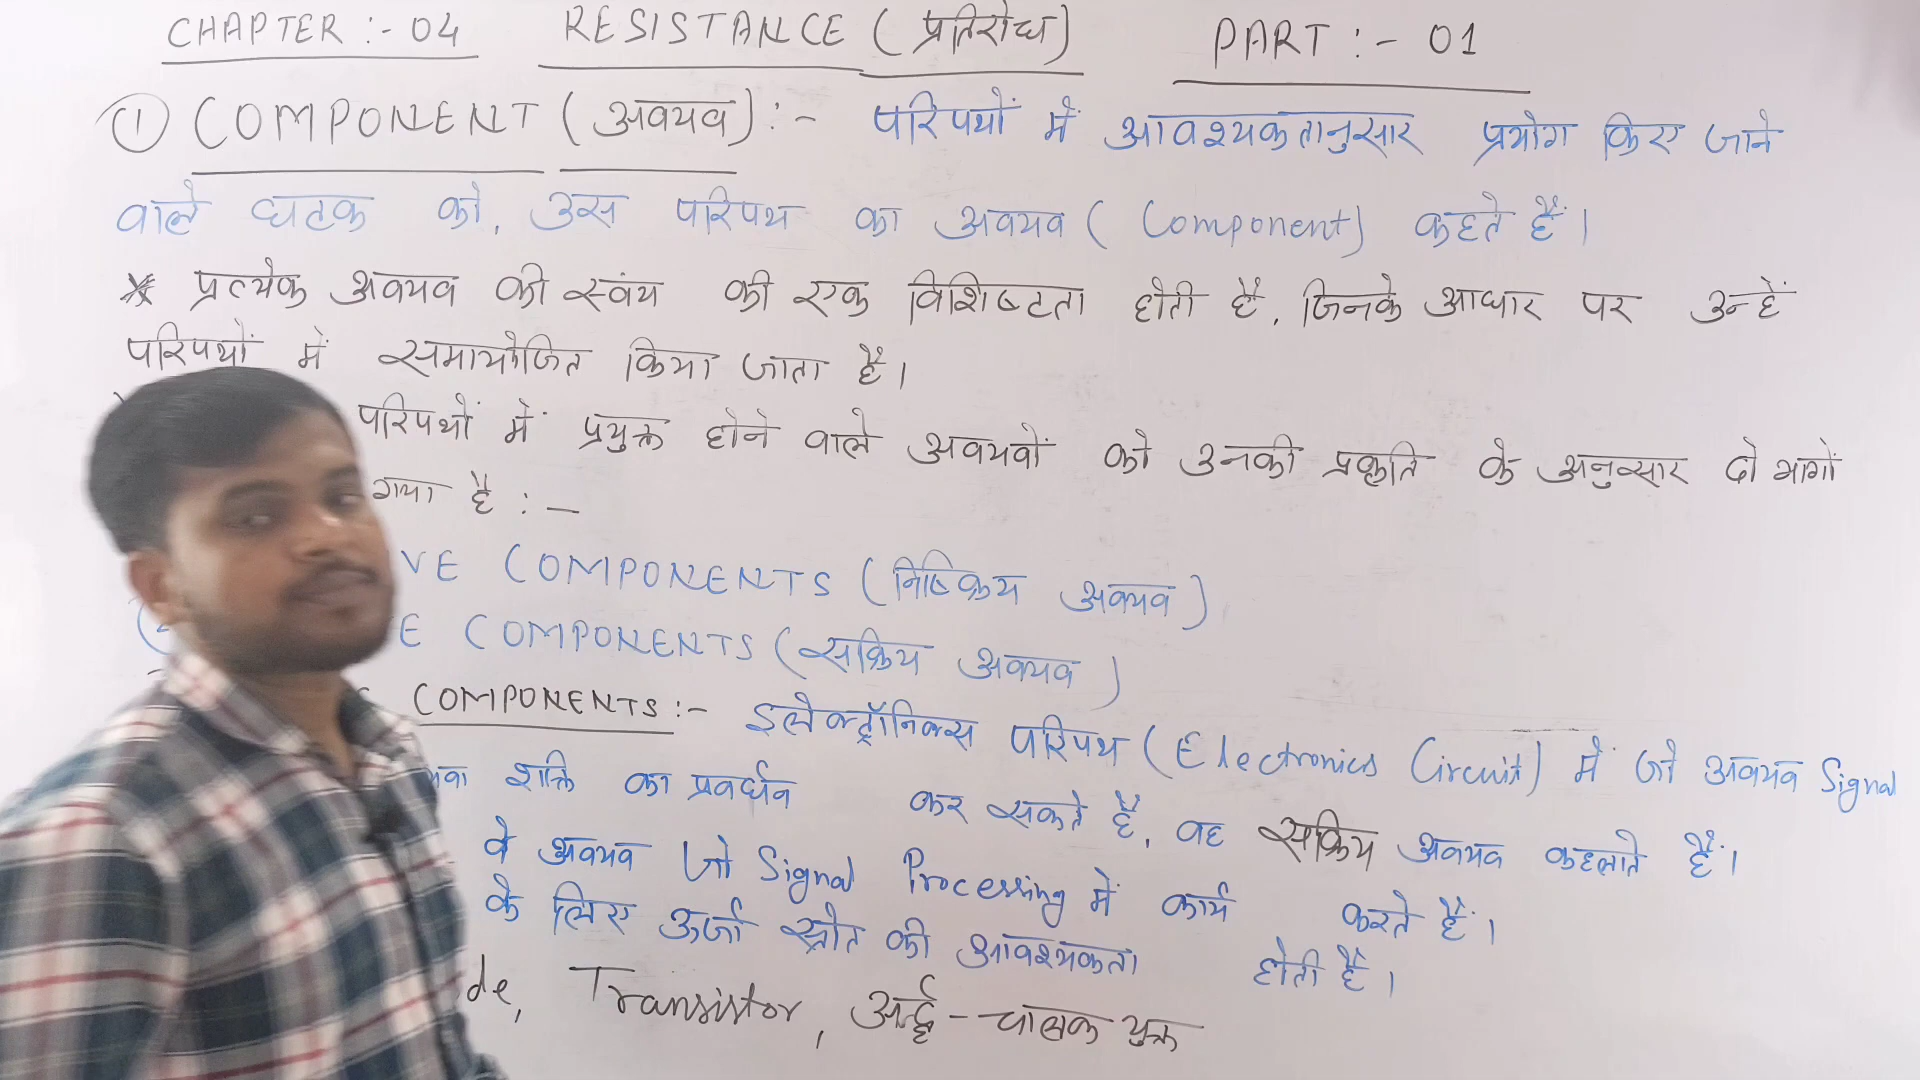 CHAPTER :- 04 RESISTANCE (प्रतिरोध) PART :- 01
① COMPONENT (अवयव) :- परिपथों में आवश्यकतानुसार प्रयोग किए जाने
वाले घटक को, उस परिपथ का अवयव (Component) कहते हैं।
* प्रत्येक अवयव की स्वंय की एक विशिष्टता होती है, जिनके आधार पर उन्हें
परिपथों में समायोजित किया जाता है।
परिपथों में प्रयुक्त होने वाले अवयवों को उनकी प्रकृति के अनुसार दो भागों
गया है :-
VE COMPONENTS (निष्क्रिय अवयव)
E COMPONENTS (सक्रिय अवयव)
COMPONENTS :- इलेक्ट्रॉनिक्स परिपथ (Electronics Circuit) में जो अवयव Signal
शक्ति का प्रवर्धन कर सकते हैं, वह सक्रिय अवयव कहलाते हैं।
वे अवयव जो Signal Processing में कार्य करते हैं।
के लिए ऊर्जा स्रोत की आवश्यकता होती है।
de, Transistor, अर्द्ध-चालक युक्त